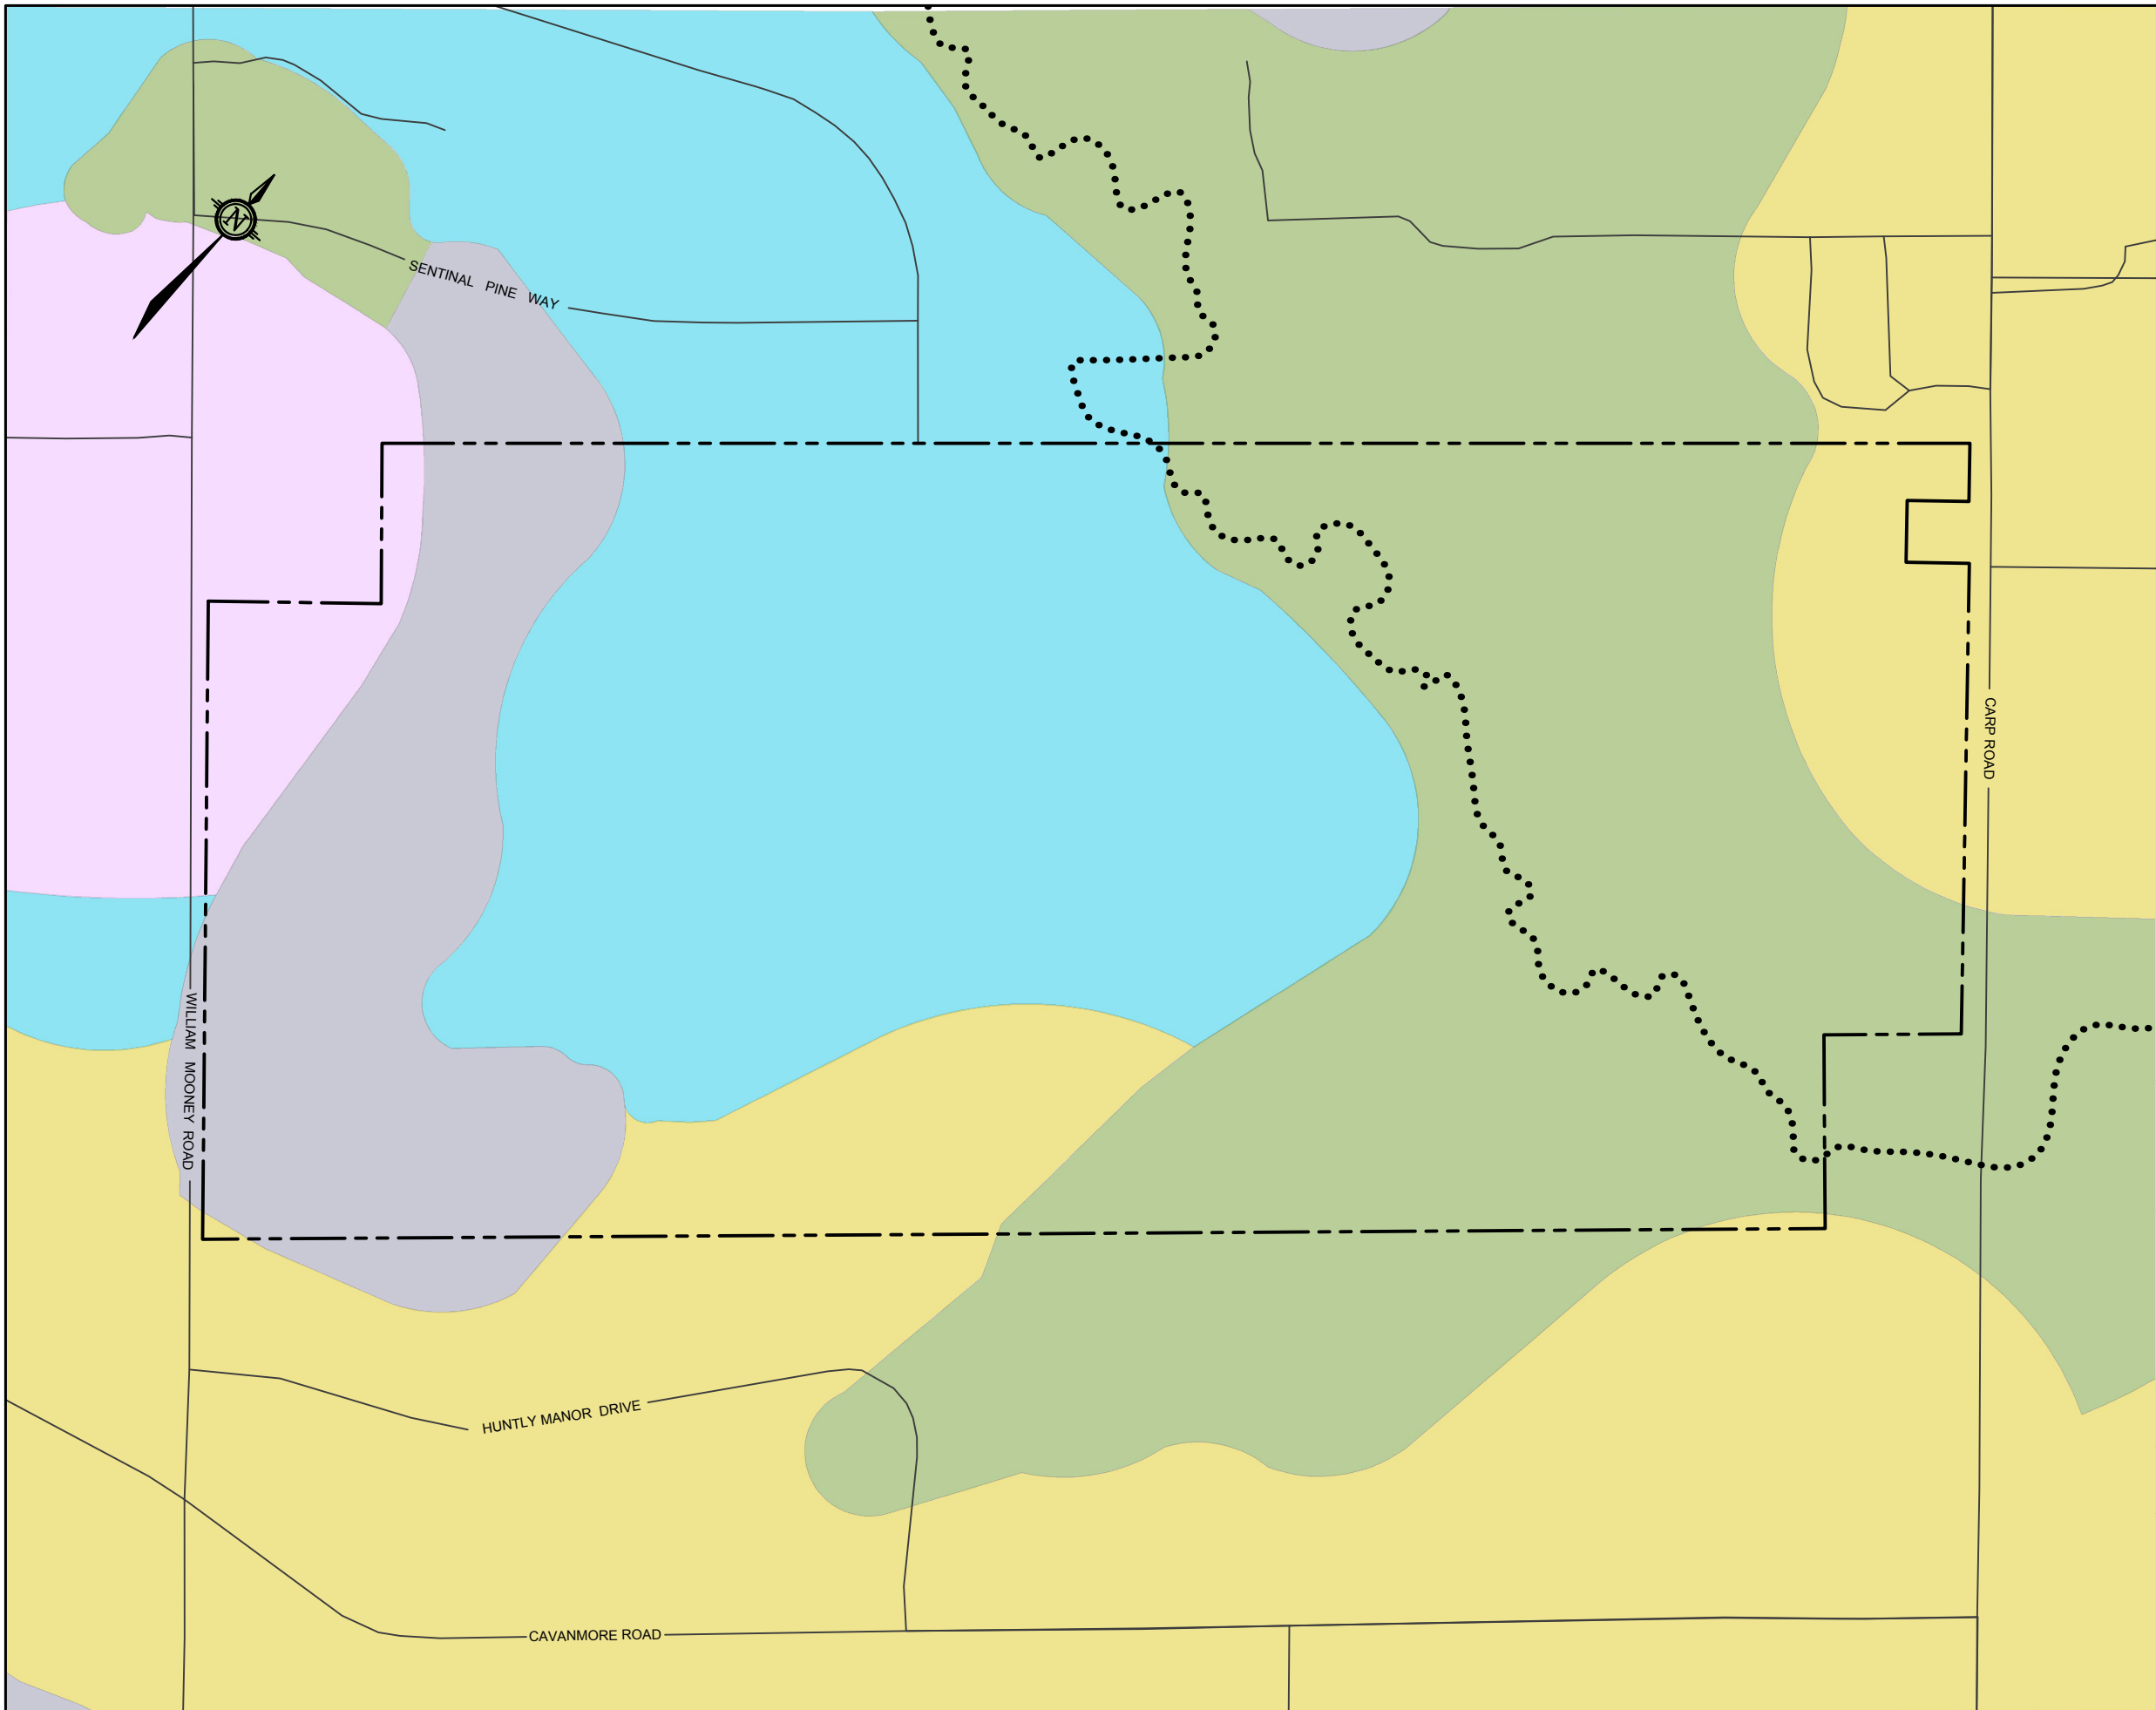 N
SENTINAL PINE WAY
CARP ROAD
WILLIAM MOONEY ROAD
HUNTLY MANOR DRIVE
CAVANMORE ROAD